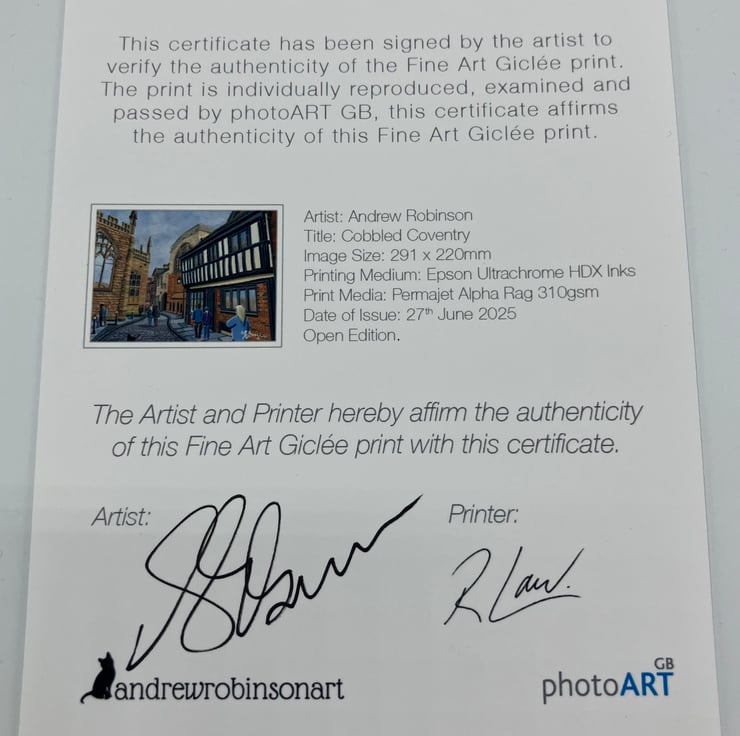 This certificate has been signed by the artist to
verify the authenticity of the Fine Art Giclée print.
The print is individually reproduced, examined and
passed by photoART GB, this certificate affirms
the authenticity of this Fine Art Giclée print.
Artist: Andrew Robinson
Title: Cobbled Coventry
Image Size: 291 x 220mm
Printing Medium: Epson Ultrachrome HDX Inks
Print Media: Permajet Alpha Rag 310gsm
Date of Issue: 27th June 2025
Open Edition.
The Artist and Printer hereby affirm the authenticity
of this Fine Art Giclée print with this certificate.
Artist:
Printer:
R Law.
andrewrobinsonart
photoART GB